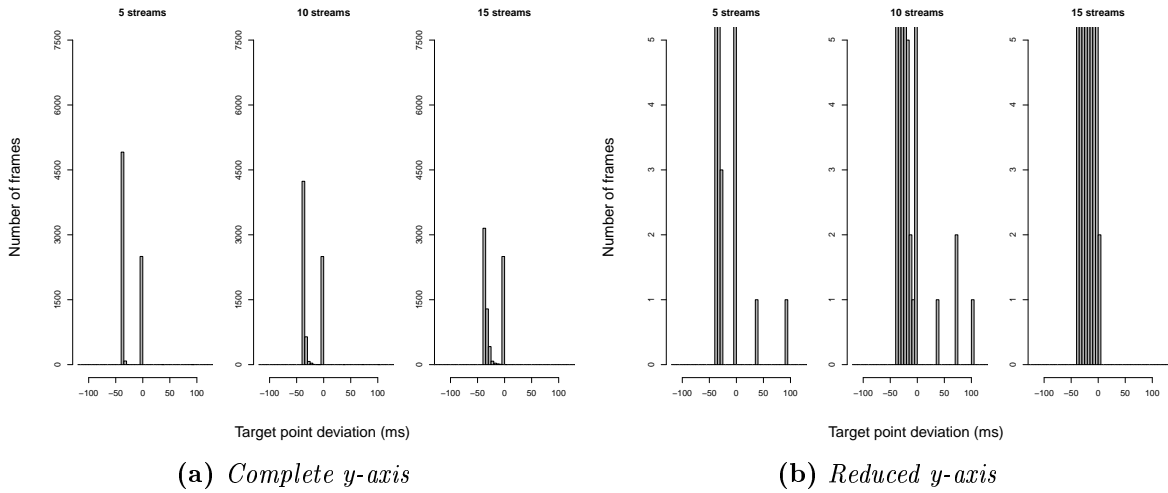 5 streams
10 streams
15 streams
5 streams
10 streams
15 streams
Number of frames
7500
6000
4500
3000
1500
0
7500
6000
4500
3000
1500
0
7500
6000
4500
3000
1500
0
Number of frames
5
4
3
2
1
0
5
4
3
2
1
0
5
4
3
2
1
0
−100 −50 0 50 100
−100 −50 0 50 100
−100 −50 0 50 100
−100 −50 0 50 100
−100 −50 0 50 100
−100 −50 0 50 100
Target point deviation (ms)
Target point deviation (ms)
(a) Complete y-axis
(b) Reduced y-axis